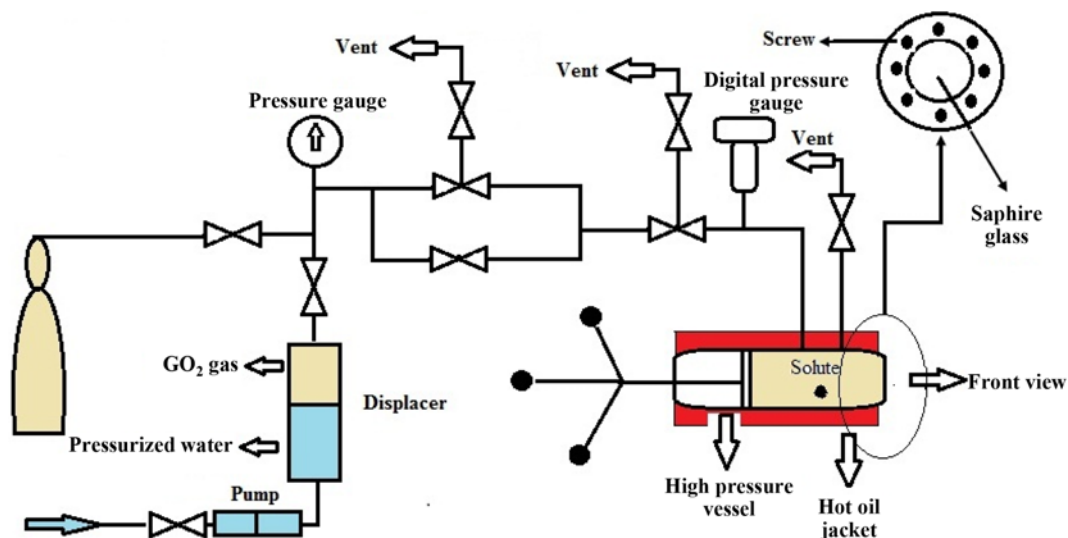 Vent
Pressure gauge
Vent
Digital pressure
gauge
Vent
Screw
Saphire
glass
GO₂ gas
Displacer
Pressurized water
Pump
Solute
Front view
High pressure
vessel
Hot oil
jacket